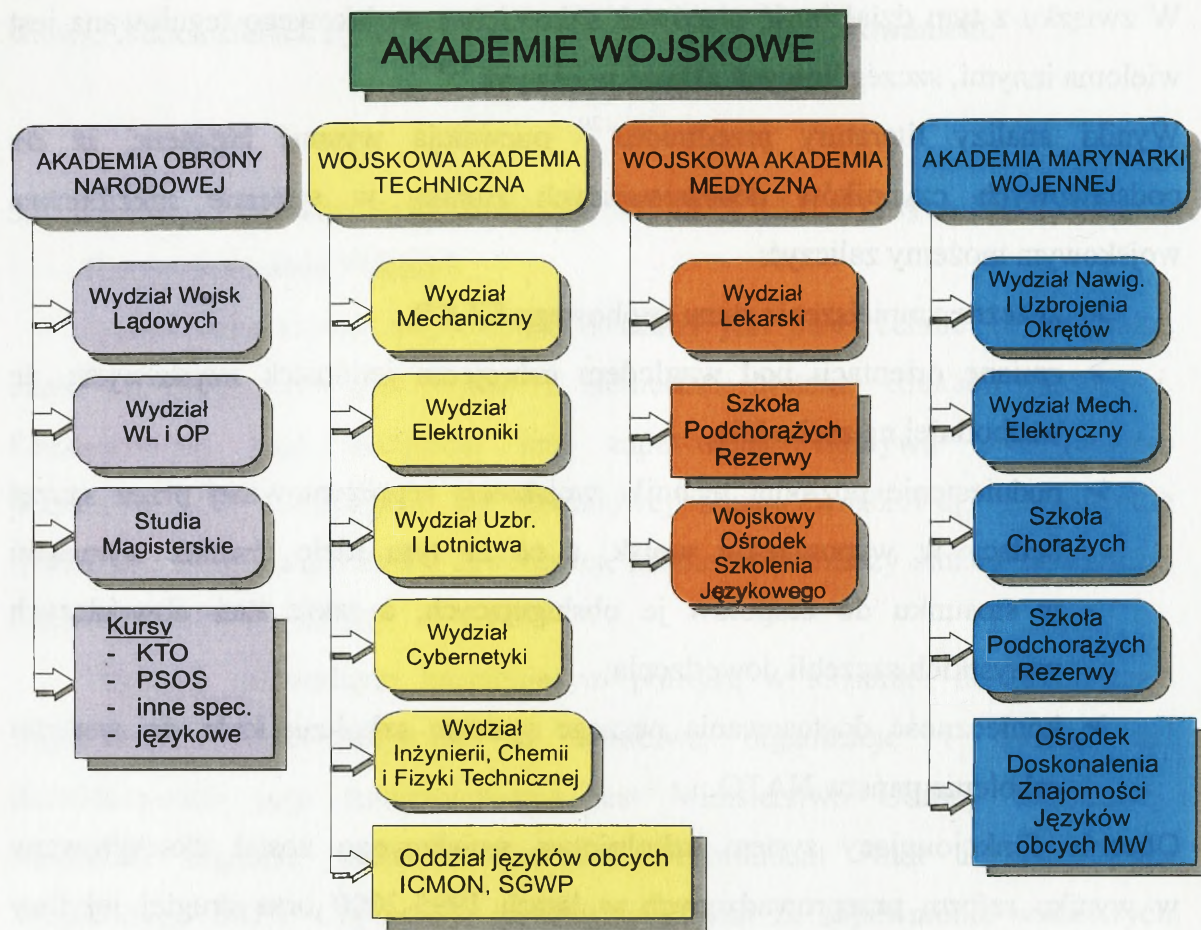 AKADEMIE WOJSKOWE
AKADEMIA OBRONY
NARODOWEJ
Wydział Wojsk
Lądowych
Wydział
WL i OP
Studia
Magisterskie
Kursy
- KTO
- PSOS
- inne spec.
- językowe
WOJSKOWA AKADEMIA
TECHNICZNA
Wydział
Mechaniczny
Wydział
Elektroniki
Wydział Uzbr.
I Lotnictwa
Wydział
Cybernetyki
Wydział
Inżynierii, Chemii
i Fizyki Technicznej
Oddział języków obcych
ICMON, SGWP
WOJSKOWA AKADEMIA
MEDYCZNA
Wydział
Lekarski
Szkoła
Podchorążych
Rezerwy
Wojskowy
Ośrodek
Szkolenia
Językowego
AKADEMIA MARYNARKI
WOJENNEJ
Wydział Nawig.
I Uzbrojenia
Okrętów
Wydział Mech.
Elektryczny
Szkoła
Chorążych
Szkoła
Podchorążych
Rezerwy
Ośrodek
Doskonalenia
Znajomości
Języków
obcych MW